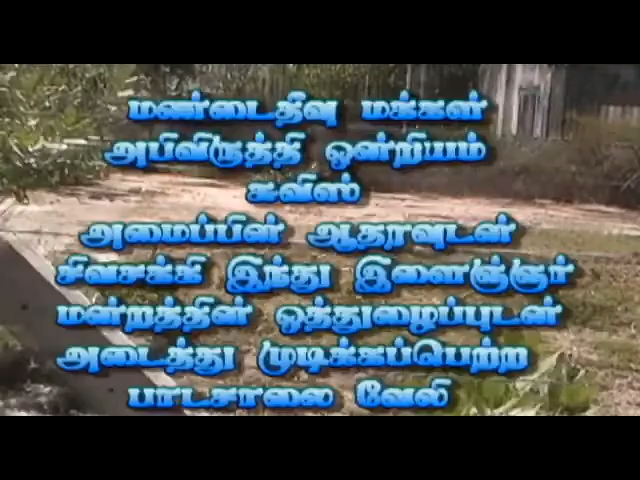 மண்டைதீவு மக்கள்
அபிவிருத்தி ஒன்றியம்
சுவிஸ்
அமைப்பின் ஆதரவுடன்
சிவசக்கி இந்து இளைஞ்ஞர்
மன்றத்தின் ஒத்துழைப்புடன்
அடைத்து முடிக்கப்பெற்ற
பாடசாலை வேலி